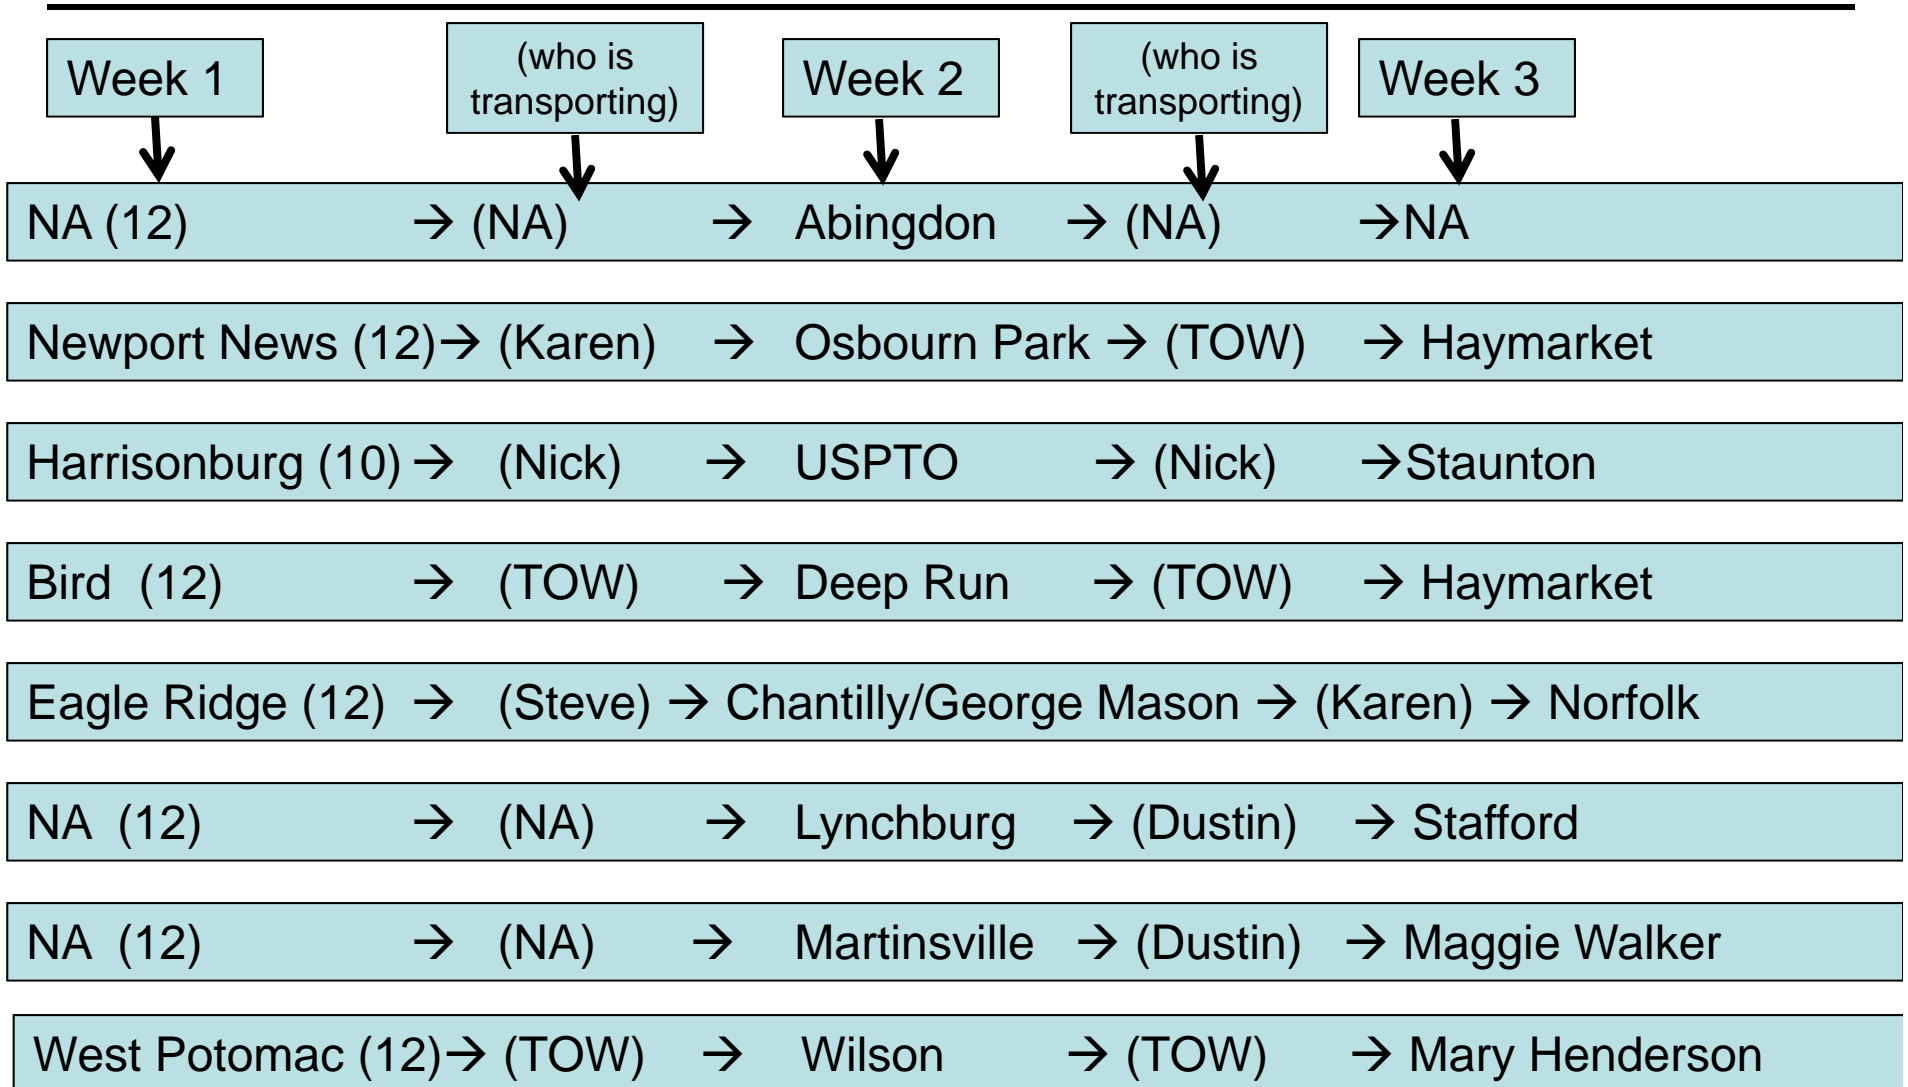 Week 1
(who is
transporting)
Week 2
(who is
transporting)
Week 3
NA (12) → (NA) → Abingdon → (NA) →NA
Newport News (12)→ (Karen) → Osbourn Park → (TOW) → Haymarket
Harrisonburg (10) → (Nick) → USPTO → (Nick) →Staunton
Bird (12) → (TOW) → Deep Run → (TOW) → Haymarket
Eagle Ridge (12) → (Steve) → Chantilly/George Mason → (Karen) → Norfolk
NA (12) → (NA) → Lynchburg → (Dustin) → Stafford
NA (12) → (NA) → Martinsville → (Dustin) → Maggie Walker
West Potomac (12)→ (TOW) → Wilson → (TOW) → Mary Henderson